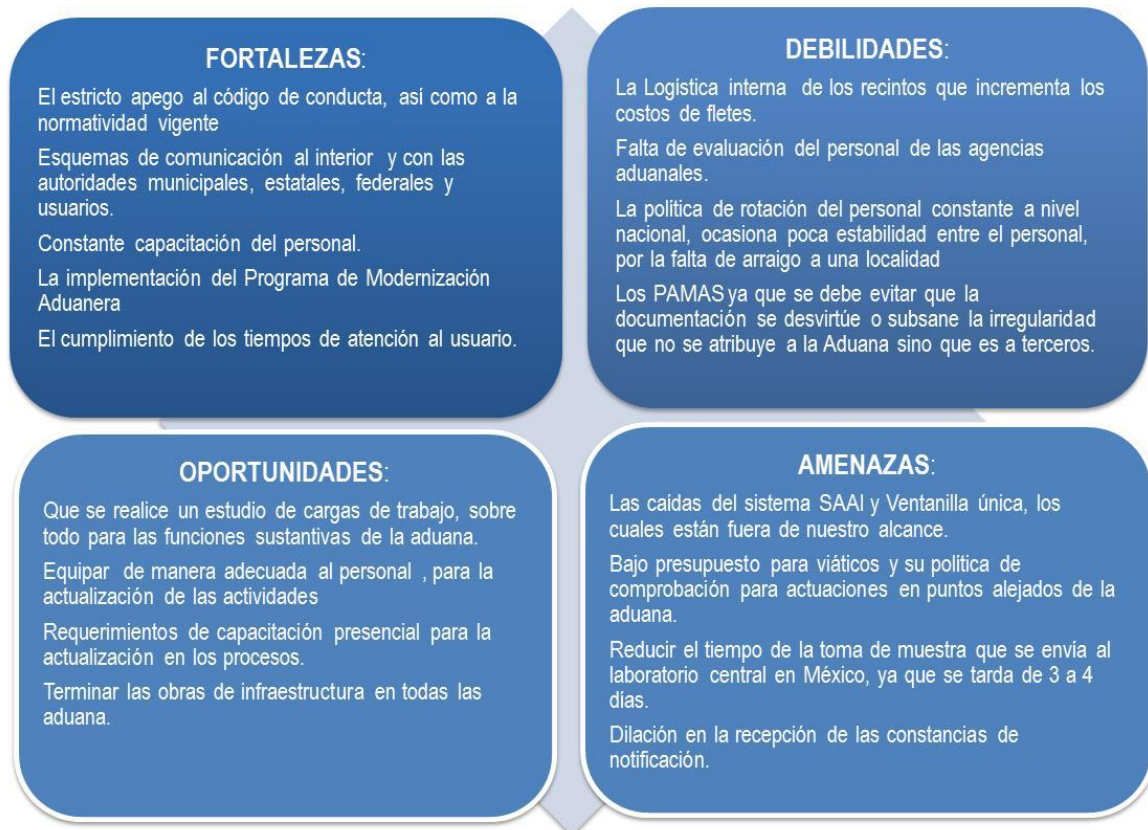 FORTALEZAS:
El estricto apego al código de conducta, así como a la
normatividad vigente
Esquemas de comunicación al interior y con las
autoridades municipales, estatales, federales y
usuarios.
Constante capacitación del personal.
La implementación del Programa de Modernización
Aduanera
El cumplimiento de los tiempos de atención al usuario.
DEBILIDADES:
La Logística interna de los recintos que incrementa los
costos de fletes.
Falta de evaluación del personal de las agencias
aduanales.
La política de rotación del personal constante a nivel
nacional, ocasiona poca estabilidad entre el personal,
por la falta de arraigo a una localidad
Los PAMAS ya que se debe evitar que la
documentación se desvirtúe o subsane la irregularidad
que no se atribuye a la Aduana sino que es a terceros.
OPORTUNIDADES:
Que se realice un estudio de cargas de trabajo, sobre
todo para las funciones sustantivas de la aduana.
Equipar de manera adecuada al personal , para la
actualización de las actividades
Requerimientos de capacitación presencial para la
actualización en los procesos.
Terminar las obras de infraestructura en todas las
aduana.
AMENAZAS:
Las caídas del sistema SAAI y Ventanilla única, los
cuales están fuera de nuestro alcance.
Bajo presupuesto para viáticos y su política de
comprobación para actuaciones en puntos alejados de la
aduana.
Reducir el tiempo de la toma de muestra que se envía al
laboratorio central en México, ya que se tarda de 3 a 4
días.
Dilación en la recepción de las constancias de
notificación.